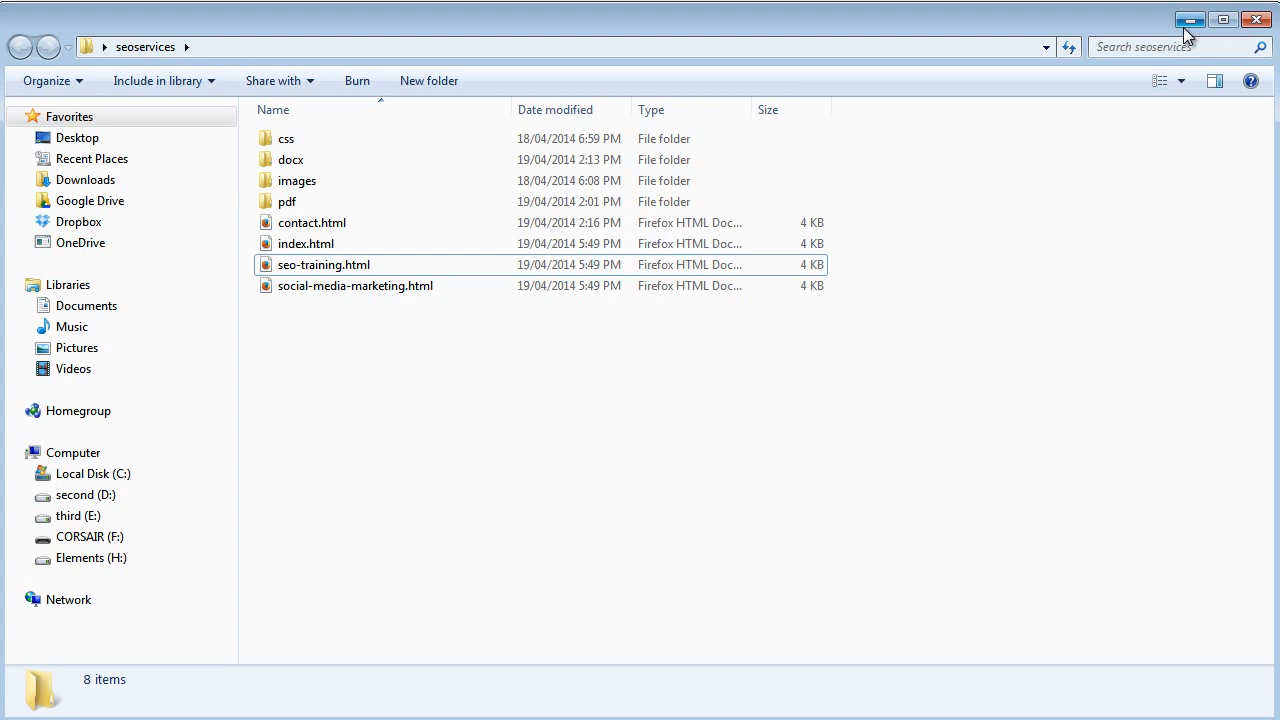 seoservices
Search seoservices
Organize
Include in library
Share with
Burn
New folder
Favorites
Desktop
Recent Places
Downloads
Google Drive
Dropbox
OneDrive
Libraries
Documents
Music
Pictures
Videos
Homegroup
Computer
Local Disk (C:)
second (D:)
third (E:)
CORSAIR (F:)
Elements (H:)
Network
Name Date modified Type Size
css 18/04/2014 6:59 PM File folder
docx 19/04/2014 2:13 PM File folder
images 18/04/2014 6:08 PM File folder
pdf 19/04/2014 2:01 PM File folder
contact.html 19/04/2014 2:16 PM Firefox HTML Doc... 4 KB
index.html 19/04/2014 5:49 PM Firefox HTML Doc... 4 KB
seo-training.html 19/04/2014 5:49 PM Firefox HTML Doc... 4 KB
social-media-marketing.html 19/04/2014 5:49 PM Firefox HTML Doc... 4 KB
8 items